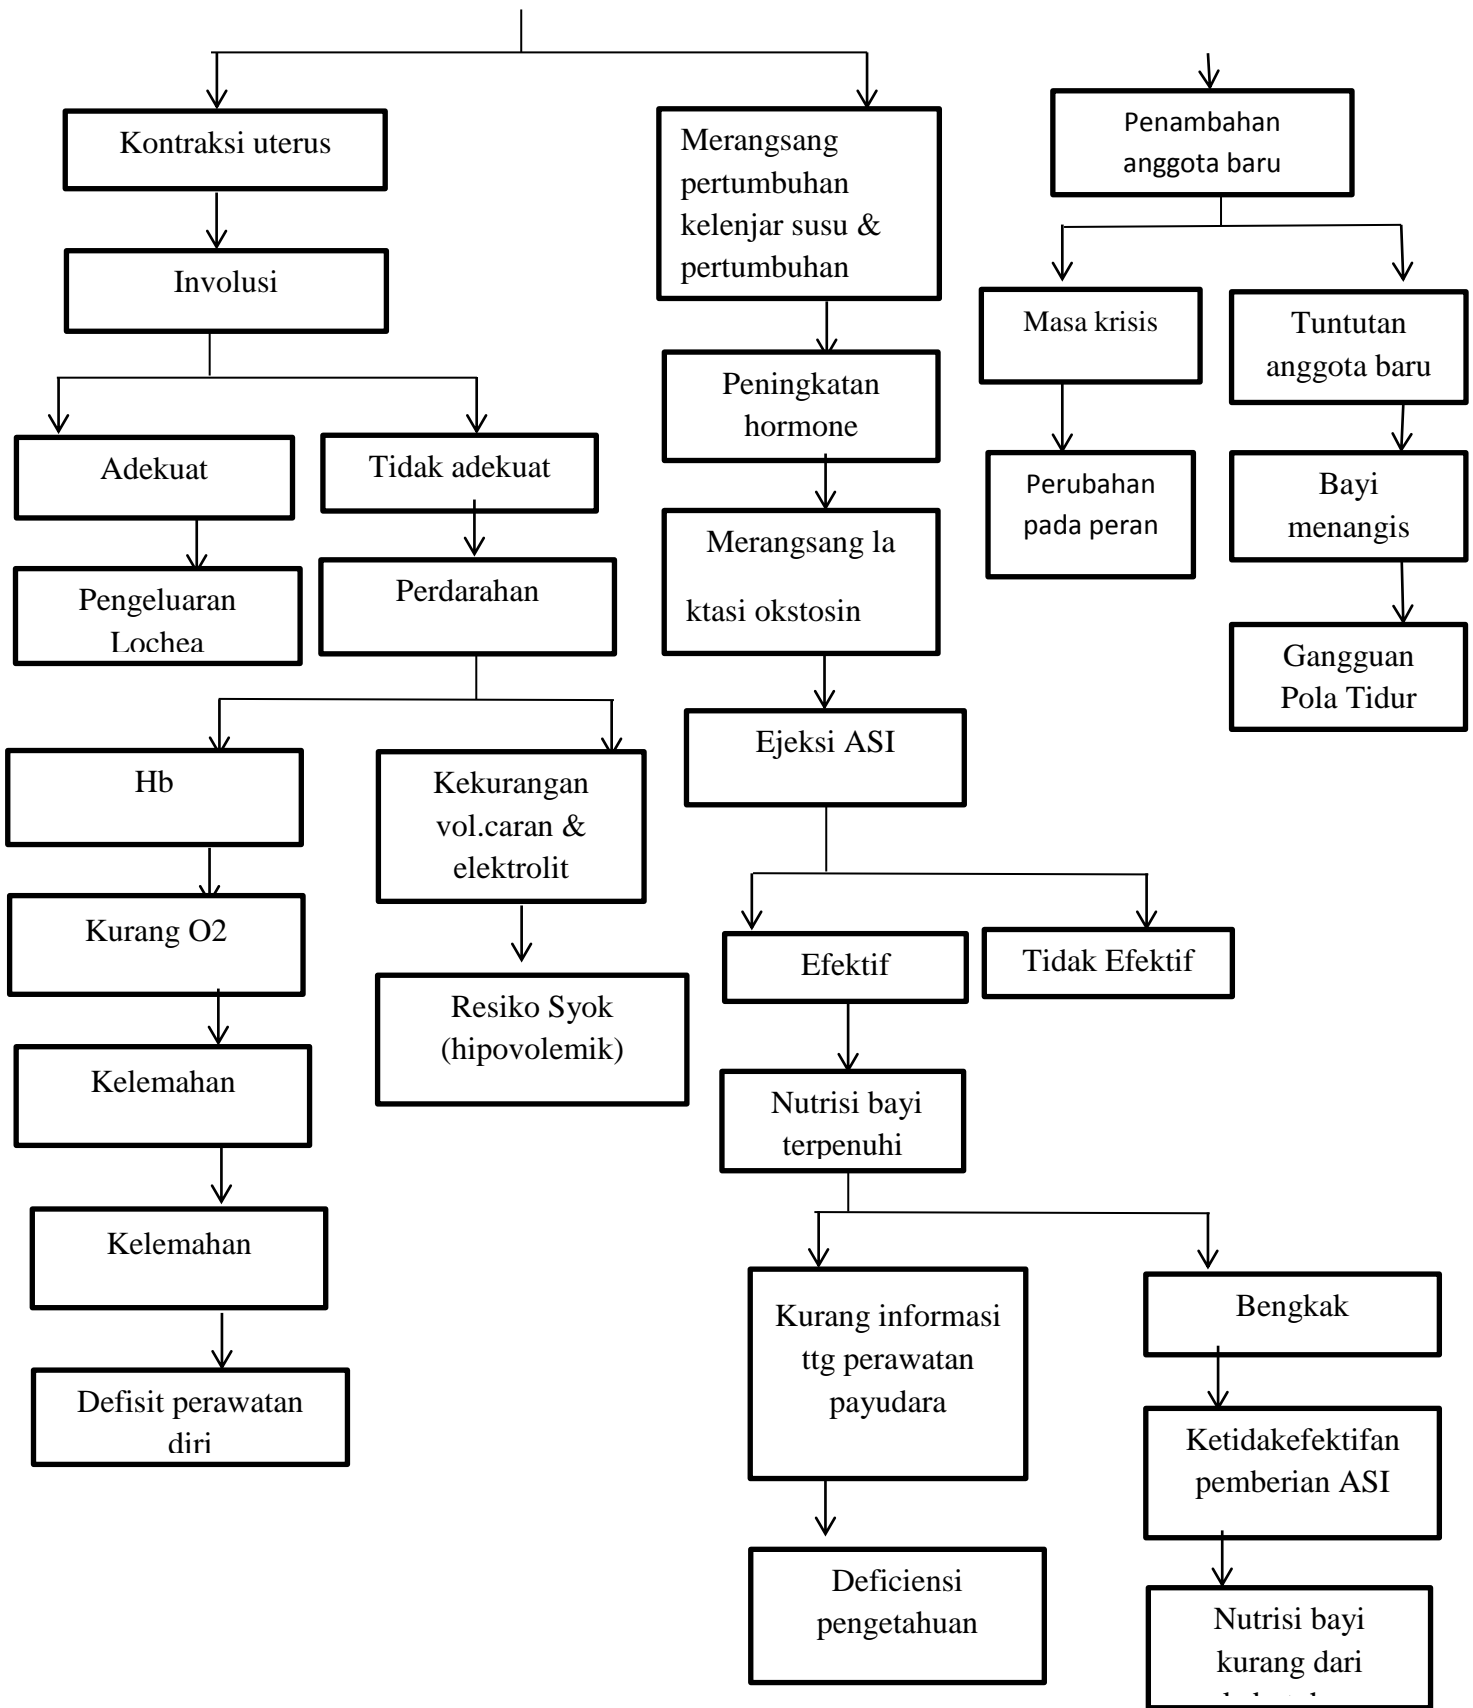 Kontraksi uterus
Merangsang
pertumbuhan
kelenjar susu &
pertumbuhan
Penambahan
anggota baru
Involusi
Masa krisis
Tuntutan
anggota baru
Peningkatan
hormone
Adekuat
Tidak adekuat
Perubahan
pada peran
Bayi
menangis
Merangsang la
ktasi okstosin
Pengeluaran
Lochea
Perdarahan
Gangguan
Pola Tidur
Ejeksi ASI
Hb
Kekurangan
vol.caran &
elektrolit
Kurang O2
Efektif
Tidak Efektif
Resiko Syok
(hipovolemik)
Kelemahan
Nutrisi bayi
terpenuhi
Kelemahan
Kurang informasi
ttg perawatan
payudara
Bengkak
Defisit perawatan
diri
Ketidakefektifan
pemberian ASI
Deficiensi
pengetahuan
Nutrisi bayi
kurang dari